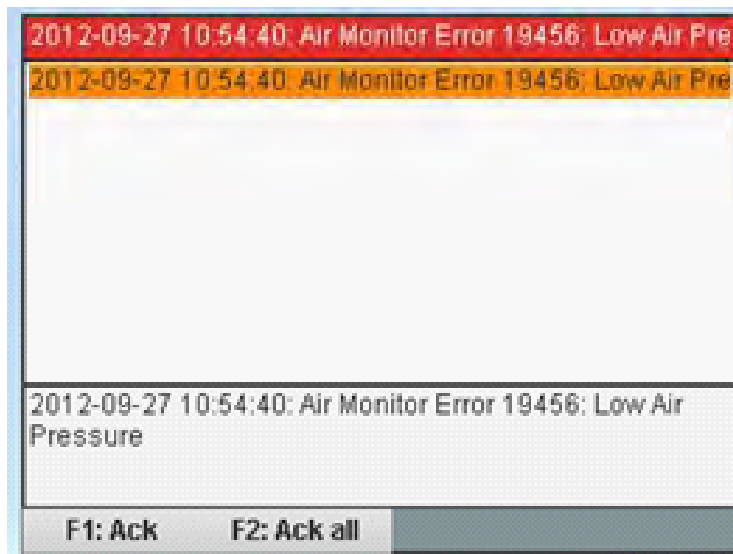 2012-09-27 10:54:40: Air Monitor Error 19456: Low Air Pre
2012-09-27 10:54:40: Air Monitor Error 19456: Low Air Pre
2012-09-27 10:54:40: Air Monitor Error 19456: Low Air
Pressure
F1: Ack F2: Ack all